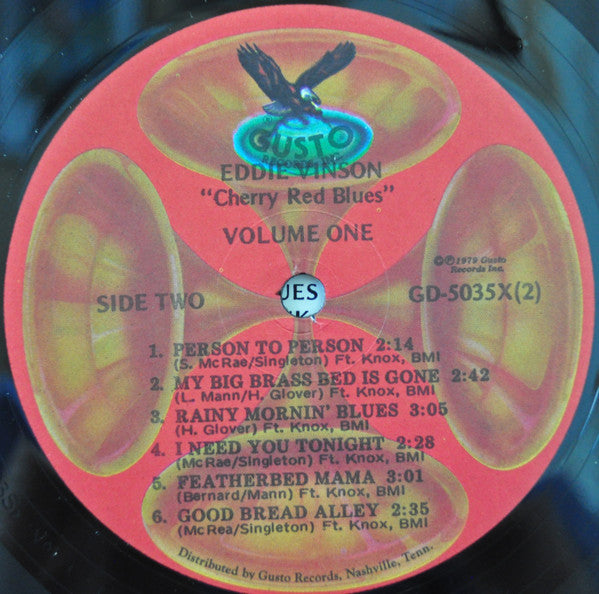 GUSTO
RECORDS, INC.
EDDIE VINSON
"Cherry Red Blues"
VOLUME ONE
©℗1979 Gusto
Records Inc.
SIDE TWO
UES
GD-5035X(2)
1. PERSON TO PERSON 2:14
(S. McRae/Singleton) Ft. Knox, BMI
2. MY BIG BRASS BED IS GONE 2:42
(L. Mann/H. Glover) Ft. Knox, BMI
3. RAINY MORNIN' BLUES 3:05
(H. Glover) Ft. Knox, BMI
4. I NEED YOU TONIGHT 2:28
(McRae/Singleton) Ft. Knox, BMI
5. FEATHERBED MAMA 3:01
(Bernard/Mann) Ft. Knox, BMI
6. GOOD BREAD ALLEY 2:35
(McRea/Singleton) Ft. Knox, BMI
Distributed by Gusto Records, Nashville, Tenn.